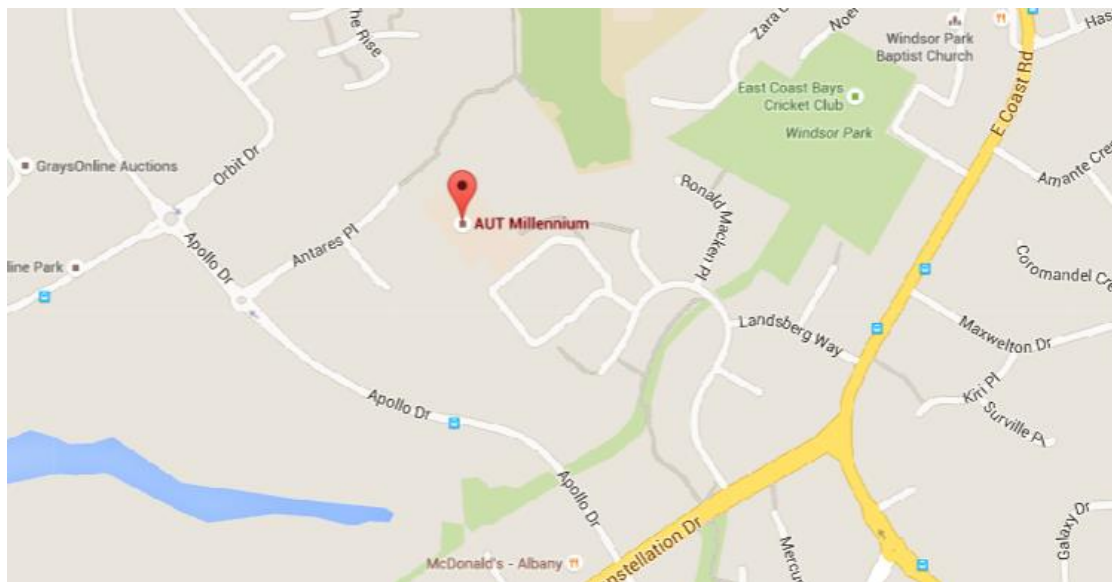 The Rise
Zara
Noel
Windsor Park
Baptist Church
Has
E Coast Rd
East Coast Bays
Cricket Club
Windsor Park
GraysOnline Auctions
Orbit Dr
Amante Cres
AUT Millennium
Ronald Macken Pl
Antares Pl
Apollo Dr
line Park
Coromandel Cre
Landsberg Way
Maxwelton Dr
Kiri Pl
Surville Pl
Apollo Dr
Apollo Dr
nstellation Dr
Galaxy Dr
Mercu
McDonald's - Albany